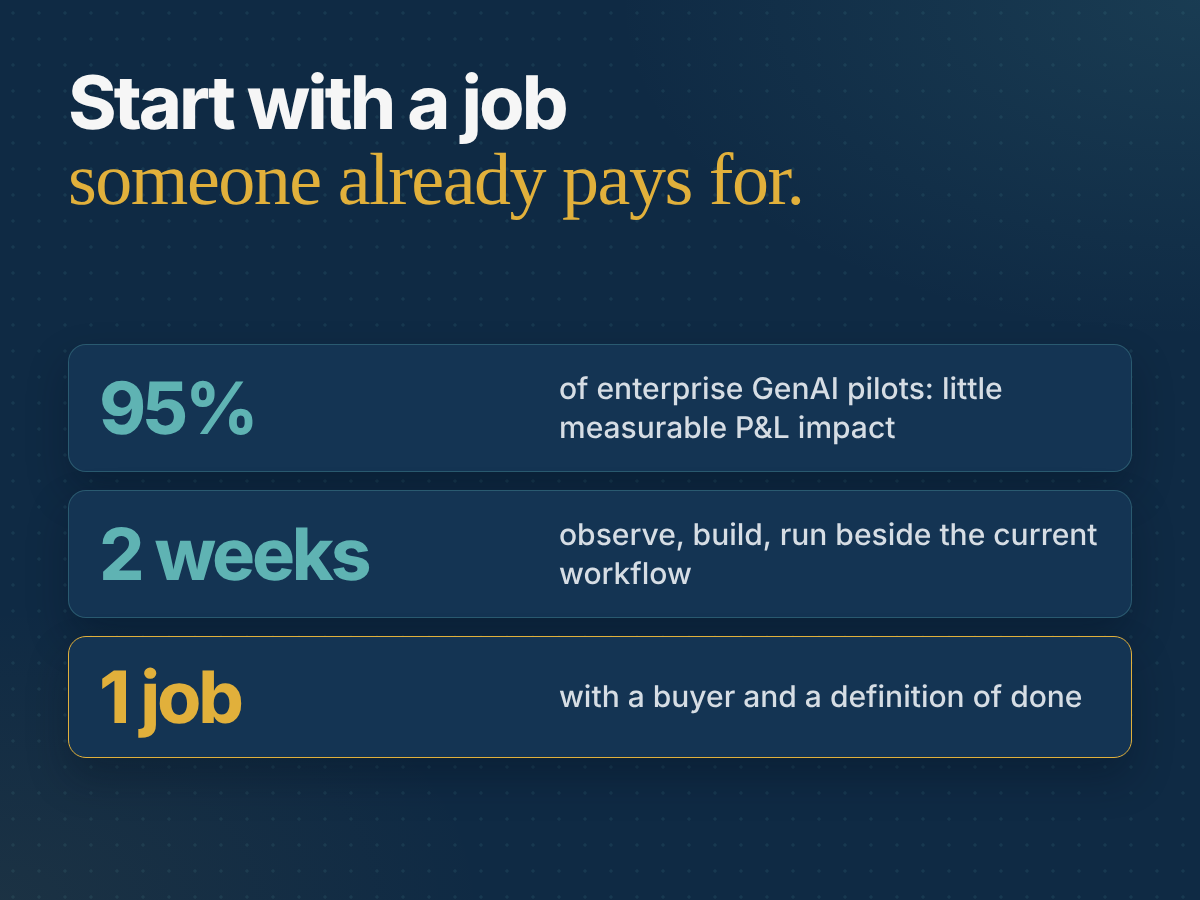 Start with a job
someone already pays for.
95%
of enterprise GenAI pilots: little
measurable P&L impact
2 weeks
observe, build, run beside the current
workflow
1 job
with a buyer and a definition of done